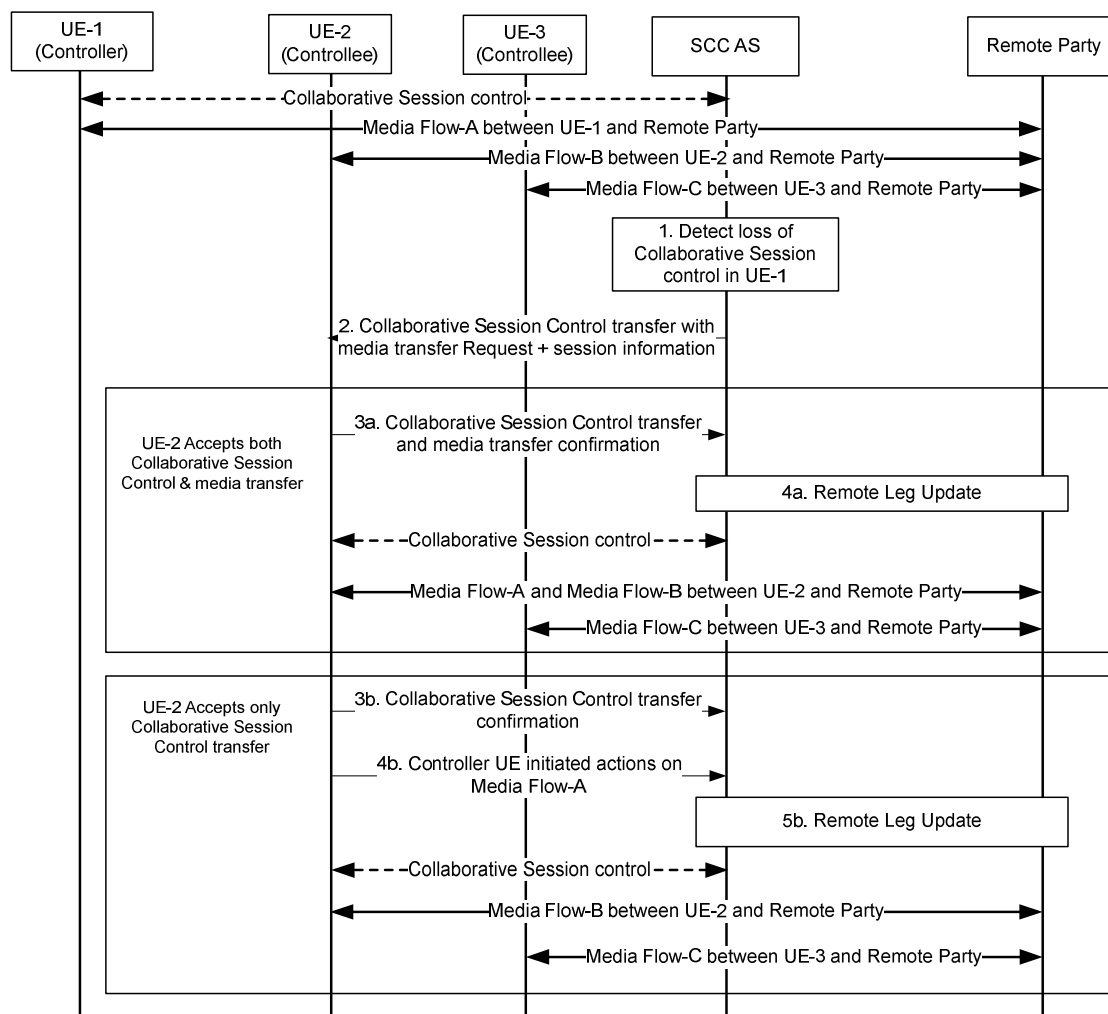 UE-1
(Controller)
UE-2
(Controllee)
UE-3
(Controllee)
SCC AS
Remote Party
Collaborative Session control
Media Flow-A between UE-1 and Remote Party
Media Flow-B between UE-2 and Remote Party
Media Flow-C between UE-3 and Remote Party
1. Detect loss of
Collaborative Session
control in UE-1
2. Collaborative Session Control transfer with
media transfer Request + session information
UE-2 Accepts both
Collaborative Session
Control & media transfer
3a. Collaborative Session Control transfer
and media transfer confirmation
4a. Remote Leg Update
Collaborative Session control
Media Flow-A and Media Flow-B between UE-2 and Remote Party
Media Flow-C between UE-3 and Remote Party
UE-2 Accepts only
Collaborative Session
Control transfer
3b. Collaborative Session Control transfer
confirmation
4b. Controller UE initiated actions on
Media Flow-A
5b. Remote Leg Update
Collaborative Session control
Media Flow-B between UE-2 and Remote Party
Media Flow-C between UE-3 and Remote Party